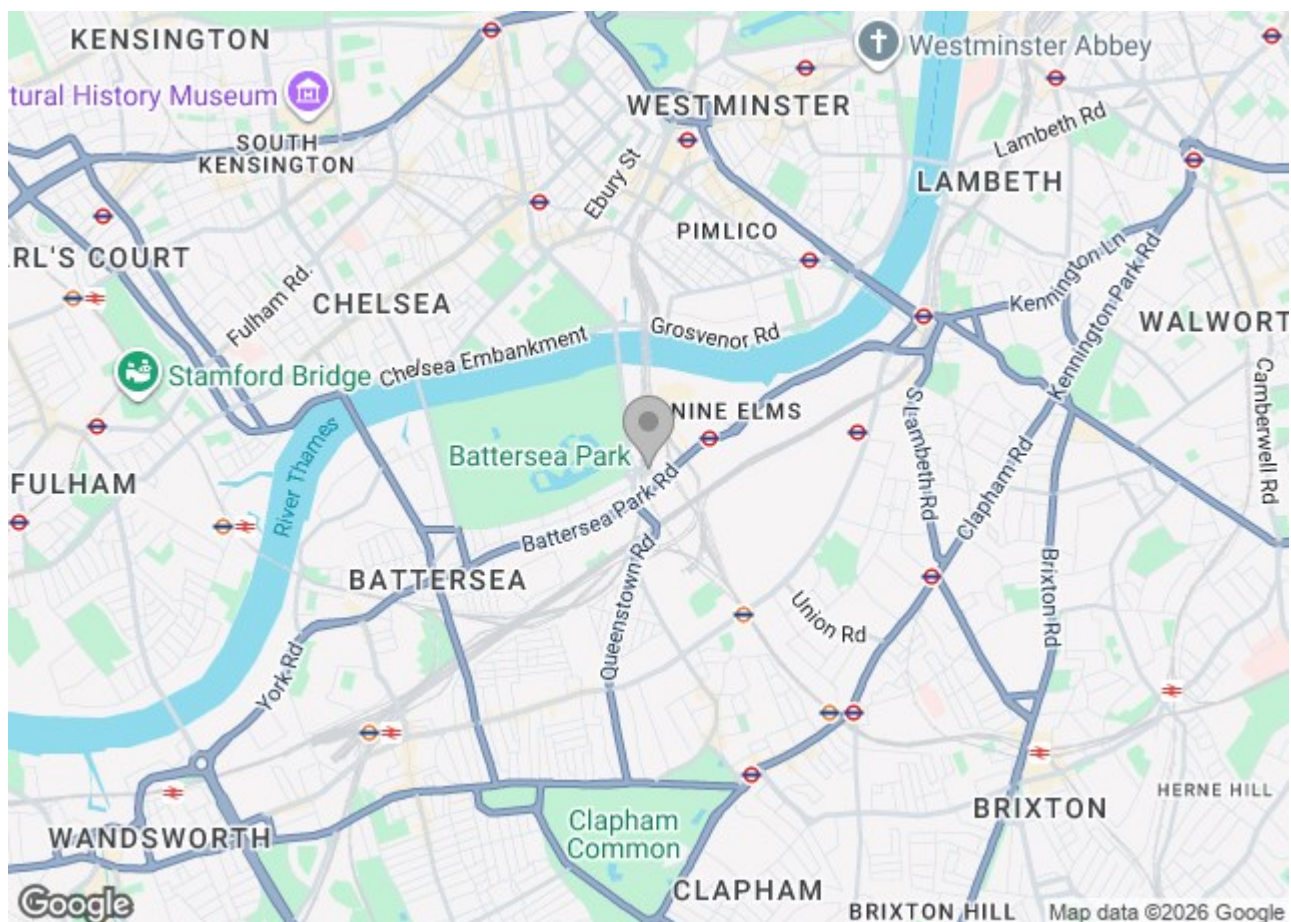 KENSINGTON
Westminster Abbey
tural History Museum
WESTMINSTER
SOUTH
KENSINGTON
Lambeth Rd
Ebury St
LAMBETH
PIMLICO
RL'S COURT
Kennington Ln
Fulham Rd.
CHELSEA
Kennington Park Rd
WALWORT
Grosvenor Rd
Chelsea Embankment
Stamford Bridge
Camberwell Rd
NINE ELMS
S Lambeth Rd
Battersea Park
FULHAM
River Thames
Clapham Rd
Battersea Park Rd
BATTERSEA
Queenstown Rd
Brixton Rd
Union Rd
York Rd
HERNE HILL
BRIXTON
WANDSWORTH
Clapham
Common
CLAPHAM
Google
BRIXTON HILL
Map data ©2026 Google